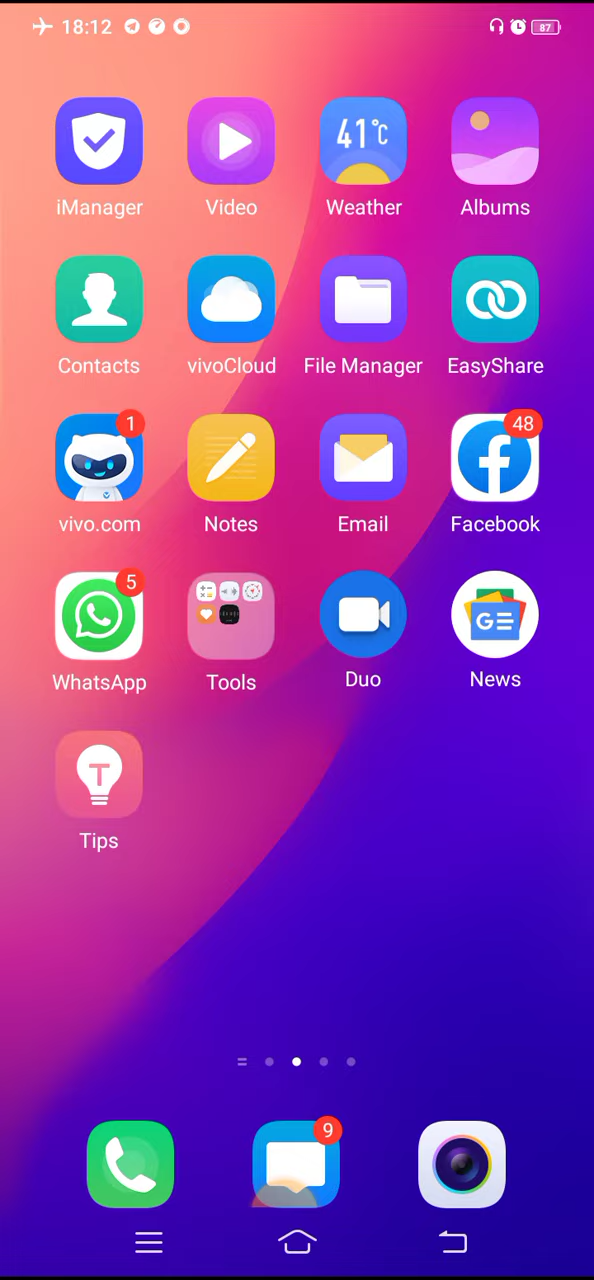 18:12
87
41°C
iManager
Video
Weather
Albums
Contacts
vivoCloud
File Manager
EasyShare
1
48
vivo.com
Notes
Email
Facebook
5
WhatsApp
Tools
Duo
G
News
T
Tips
9